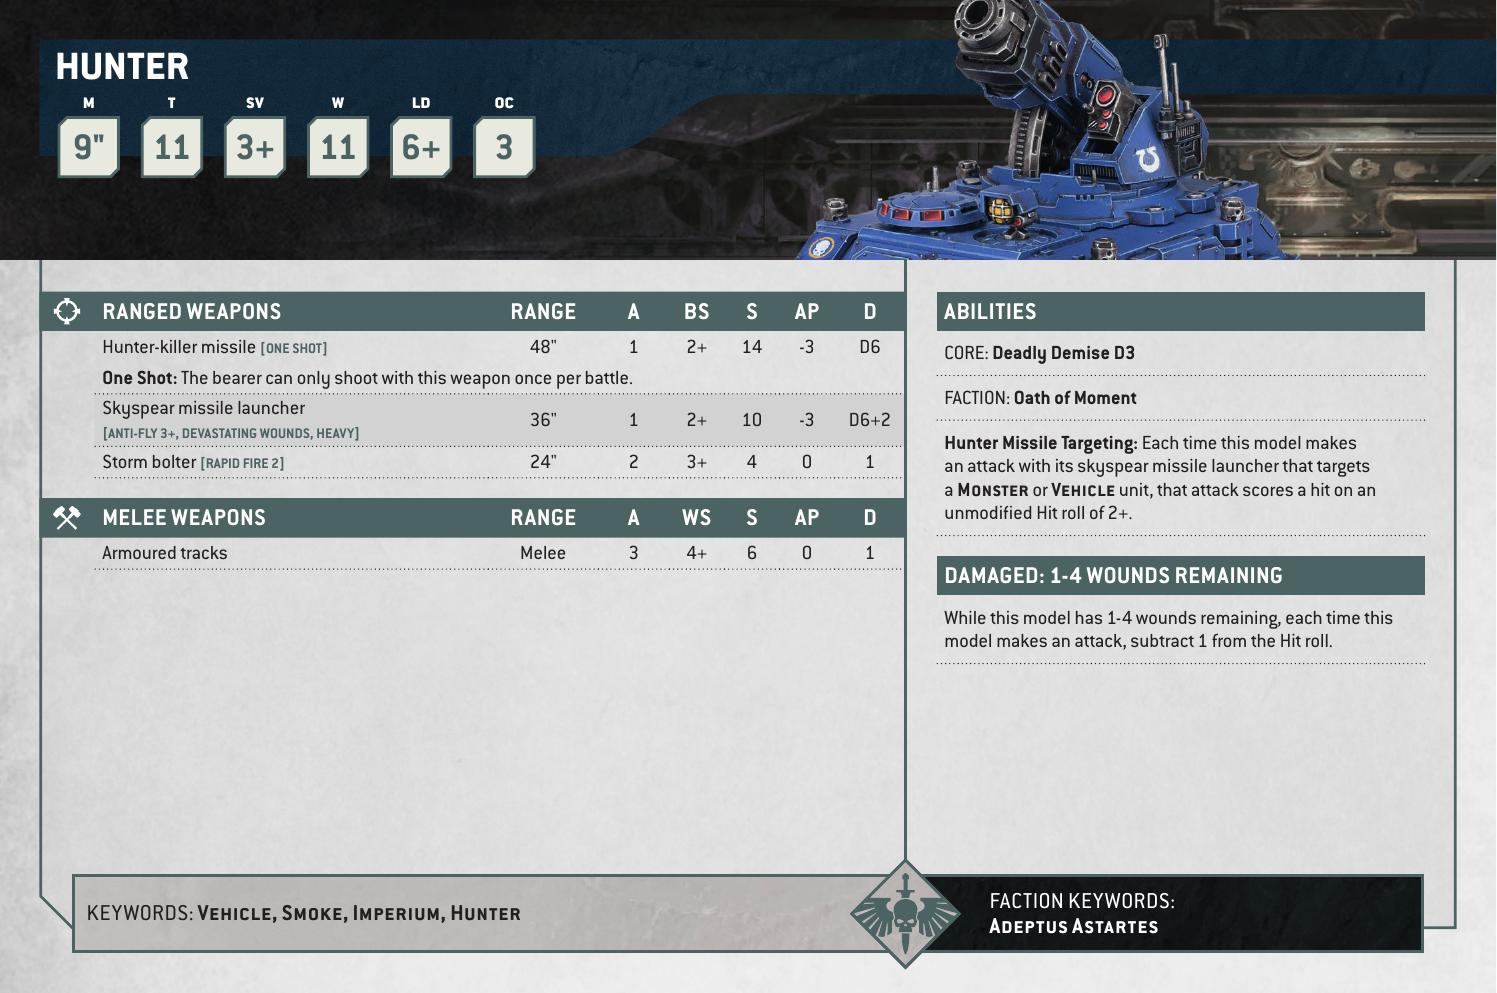 HUNTER
M T SV W LD OC
9" 11 3+ 11 6+ 3
RANGED WEAPONS RANGE A BS S AP D
Hunter-killer missile [ONE SHOT] 48" 1 2+ 14 -3 D6
One Shot: The bearer can only shoot with this weapon once per battle.
Skyspear missile launcher
[ANTI-FLY 3+, DEVASTATING WOUNDS, HEAVY] 36" 1 2+ 10 -3 D6+2
Storm bolter [RAPID FIRE 2] 24" 2 3+ 4 0 1
MELEE WEAPONS RANGE A WS S AP D
Armoured tracks Melee 3 4+ 6 0 1
ABILITIES
CORE: Deadly Demise D3
FACTION: Oath of Moment
Hunter Missile Targeting: Each time this model makes
an attack with its skyspear missile launcher that targets
a MONSTER or VEHICLE unit, that attack scores a hit on an
unmodified Hit roll of 2+.
DAMAGED: 1-4 WOUNDS REMAINING
While this model has 1-4 wounds remaining, each time this
model makes an attack, subtract 1 from the Hit roll.
KEYWORDS: VEHICLE, SMOKE, IMPERIUM, HUNTER
FACTION KEYWORDS:
ADEPTUS ASTARTES